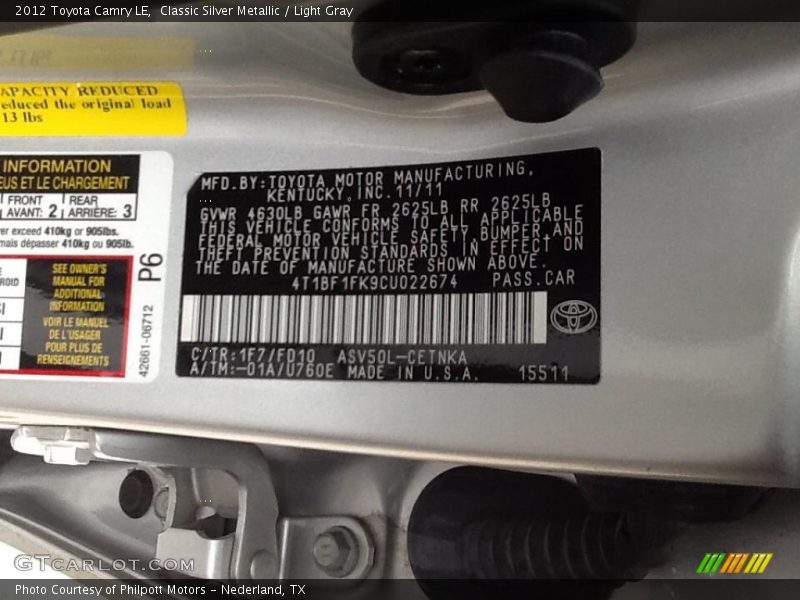 2012 Toyota Camry LE,  Classic Silver Metallic / Light Gray
APACITY REDUCED
educed the original load
13 lbs
INFORMATION
EUS ET LE CHARGEMENT
FRONT
AVANT: 2
REAR
ARRIÈRE: 3
er exceed 410kg or 905lbs.
mais dépasser 410kg ou 905lb.
SEE OWNER'S
MANUAL FOR
ADDITIONAL
INFORMATION
VOIR LE MANUEL
DE L'USAGER
POUR PLUS DE
RENSEIGNEMENTS
P6
42661-06712
MFD.BY:TOYOTA MOTOR MANUFACTURING,
KENTUCKY,INC.11/11
GVWR 4630LB GAWR FR 2625LB RR 2625LB
THIS VEHICLE CONFORMS TO ALL APPLICABLE
FEDERAL MOTOR VEHICLE SAFETY,BUMPER,AND
THEFT PREVENTION STANDARDS IN EFFECT ON
THE DATE OF MANUFACTURE SHOWN ABOVE.
4T1BF1FK9CU022674 PASS.CAR
C/TR:1F7/FD10 ASV50L-CETNKA
A/TM:-01A/U760E MADE IN U.S.A. 15511
GTCARLOT.COM
Photo Courtesy of Philpott Motors - Nederland, TX